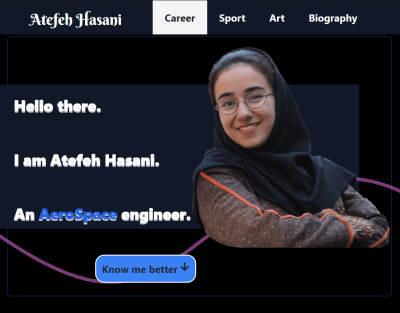 Atefeh Hasani
Career
Sport
Art
Biography
Hello there.
I am Atefeh Hasani.
An AeroSpace engineer.
Know me better ↓